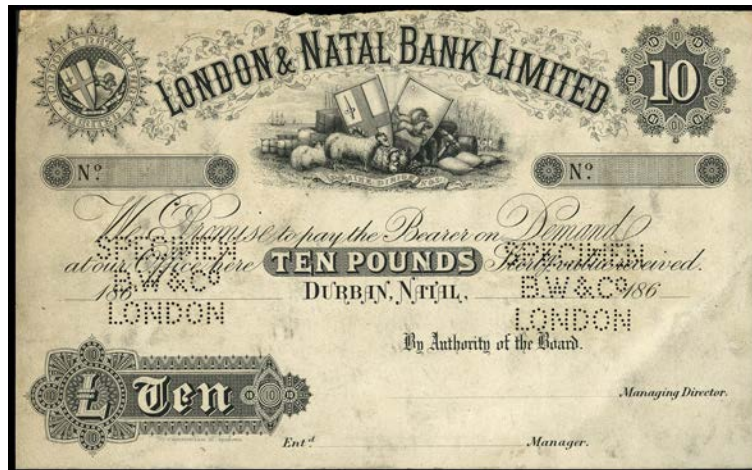 LONDON & NATAL BANK LIMITED
10
Nº
Nº
We Promise to pay the Bearer on Demand
at our Office here TEN POUNDS Sterl͟g value received.
186
DURBAN, NATAL,
186
SPECIMEN
B.W & Cº
LONDON
SPECIMEN
B.W & Cº
LONDON
By Authority of the Board.
£ Ten
Managing Director.
Ent.ᵈ
Manager.